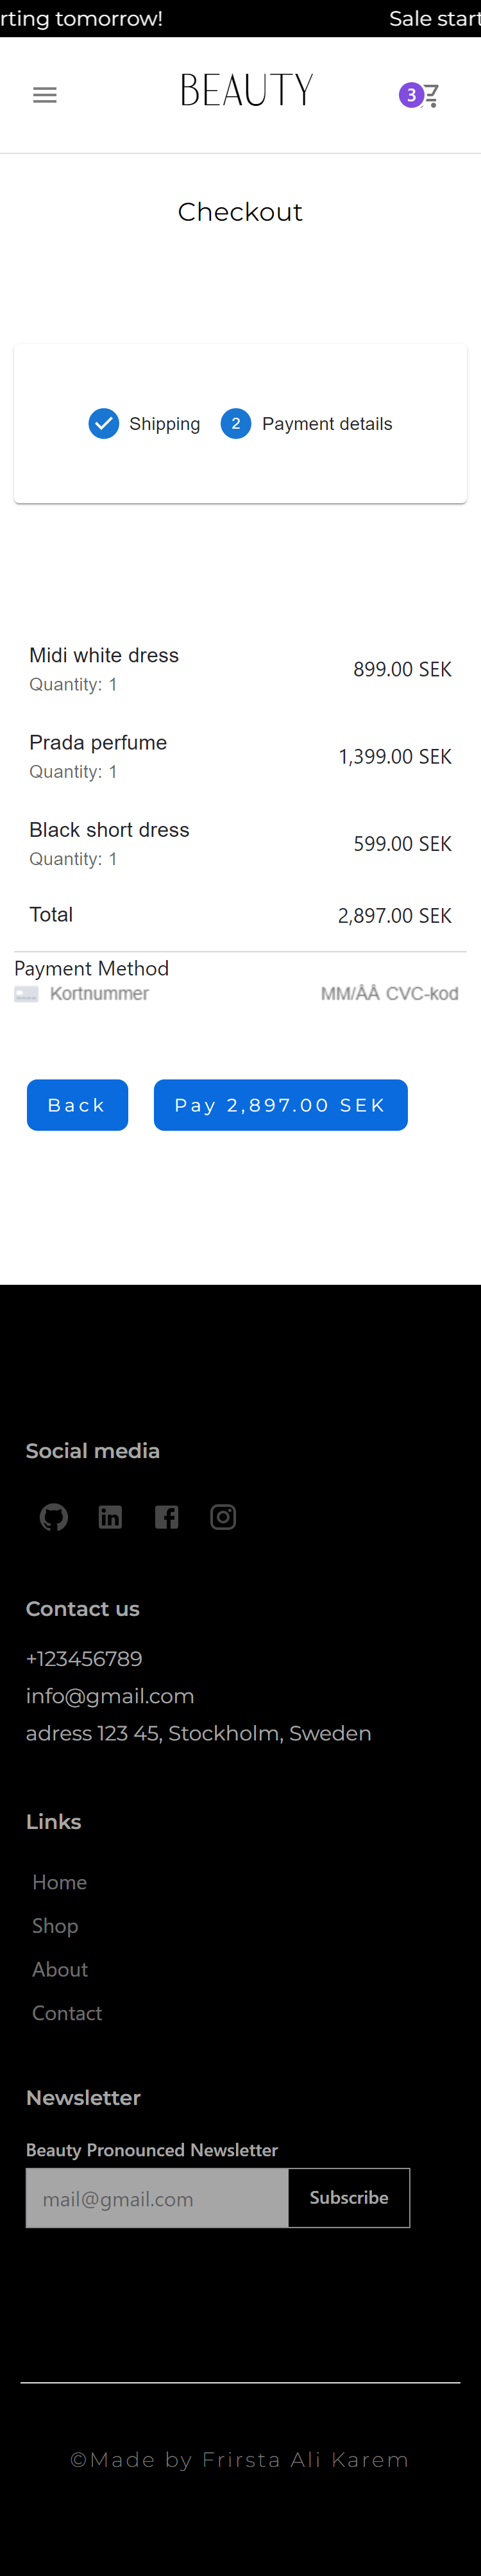 rting tomorrow! Sale start
BEAUTY 3
Checkout
Shipping 2 Payment details
Midi white dress
Quantity: 1
899.00 SEK
Prada perfume
Quantity: 1
1,399.00 SEK
Black short dress
Quantity: 1
599.00 SEK
Total 2,897.00 SEK
Payment Method
Kortnummer MM/ÅÅ CVC-kod
Back Pay 2,897.00 SEK
Social media
Contact us
+123456789
info@gmail.com
adress 123 45, Stockholm, Sweden
Links
Home
Shop
About
Contact
Newsletter
Beauty Pronounced Newsletter
mail@gmail.com Subscribe
©Made by Frirsta Ali Karem